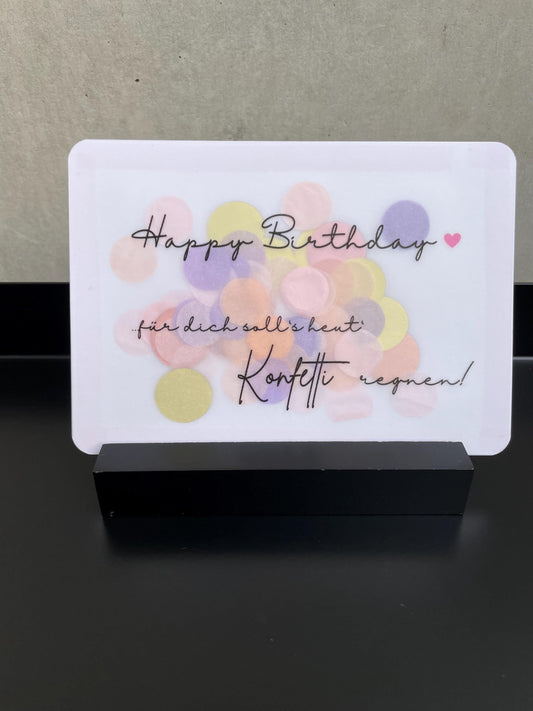 Happy Birthday ♥
..für dich soll's heut'
Konfetti regnen!